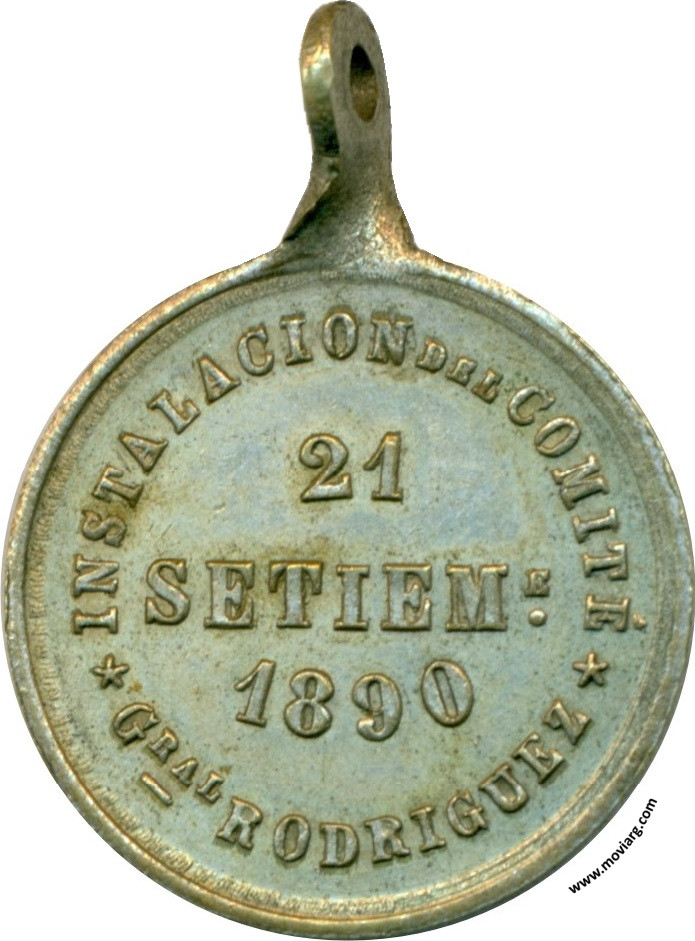 INSTALACION DEL COMITÉ
21
SETIEM.E
1890
★ GRAL RODRIGUEZ ★
www.moviarg.com